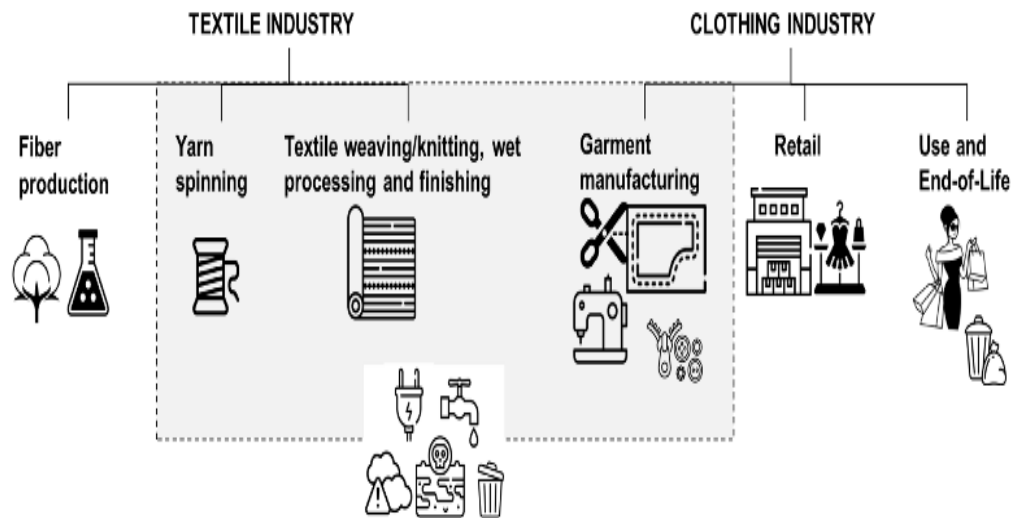 TEXTILE INDUSTRY
CLOTHING INDUSTRY
Fiber
production
Yarn
spinning
Textile weaving/knitting, wet
processing and finishing
Garment
manufacturing
Retail
Use and
End-of-Life